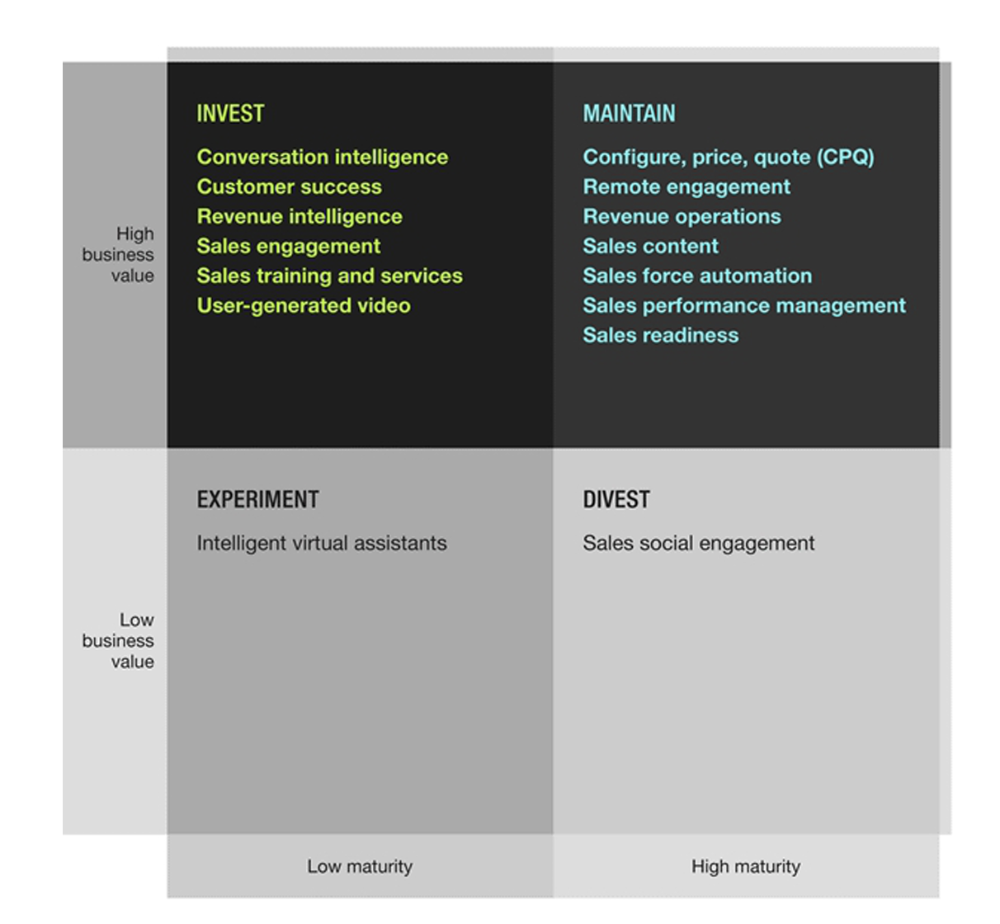 INVEST
Conversation intelligence
Customer success
Revenue intelligence
Sales engagement
Sales training and services
User-generated video
MAINTAIN
Configure, price, quote (CPQ)
Remote engagement
Revenue operations
Sales content
Sales force automation
Sales performance management
Sales readiness
High
business
value
EXPERIMENT
Intelligent virtual assistants
DIVEST
Sales social engagement
Low
business
value
Low maturity
High maturity